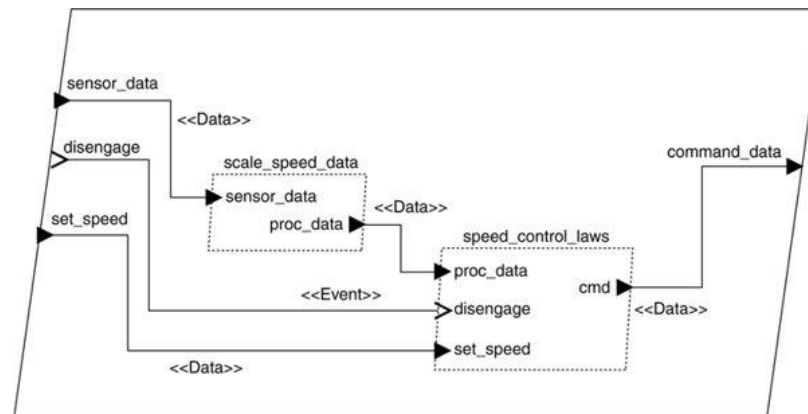 sensor_data
<<Data>>
disengage
scale_speed_data
command_data
sensor_data
set_speed
proc_data
<<Data>>
speed_control_laws
proc_data
cmd
<<Event>>
disengage
<<Data>>
set_speed
<<Data>>